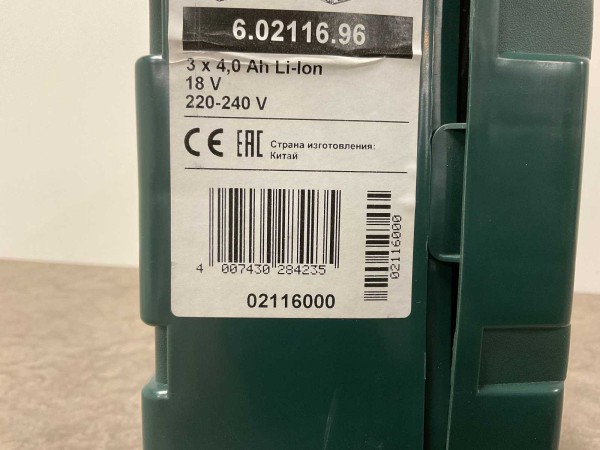 6.02116.96
3 x 4,0 Ah Li-Ion
18 V
220-240 V
CE EAC Страна изготовления:
Китай
4 007430 284235
02116000
02116000